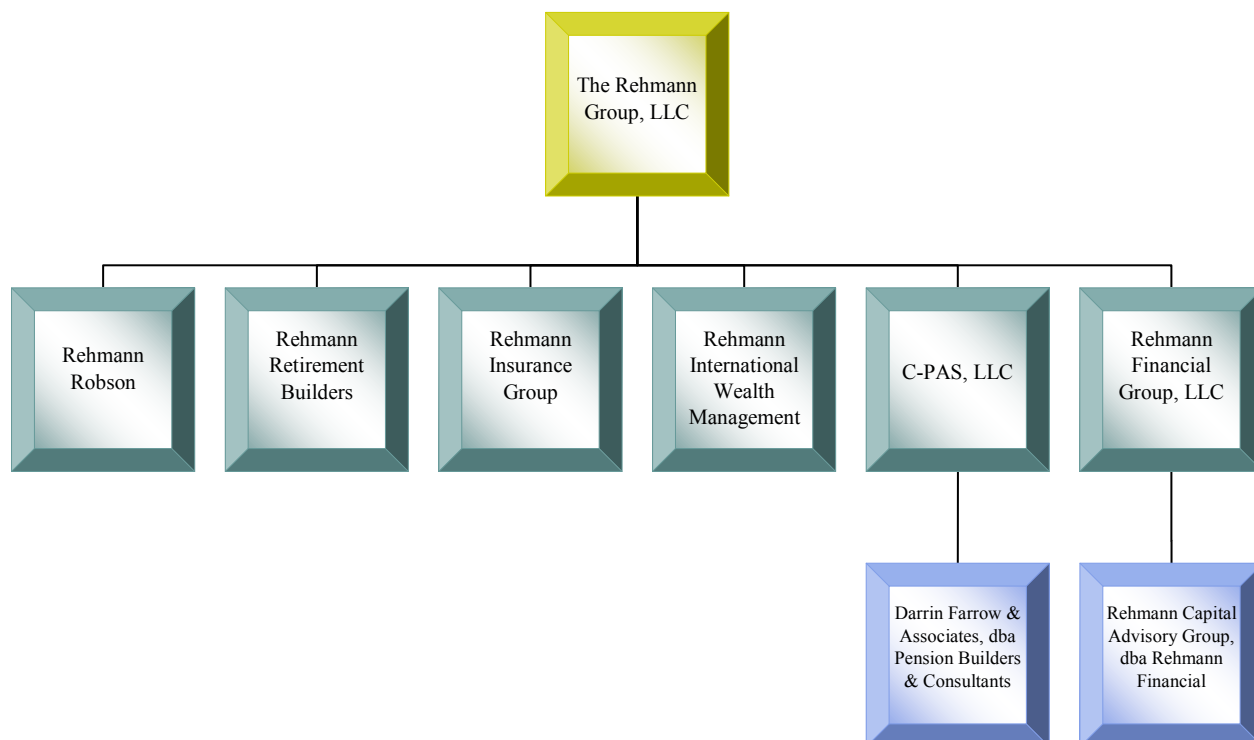 The Rehmann
Group, LLC
Rehmann
Robson
Rehmann
Retirement
Builders
Rehmann
Insurance
Group
Rehmann
International
Wealth
Management
C-PAS, LLC
Rehmann
Financial
Group, LLC
Darrin Farrow &
Associates, dba
Pension Builders
& Consultants
Rehmann Capital
Advisory Group,
dba Rehmann
Financial